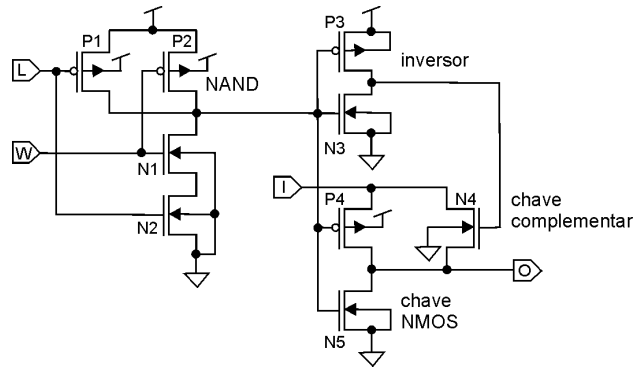 P1
P2
P3
L
inversor
NAND
W
N1
N3
I
P4
N4
chave
complementar
N2
O
chave
NMOS
N5